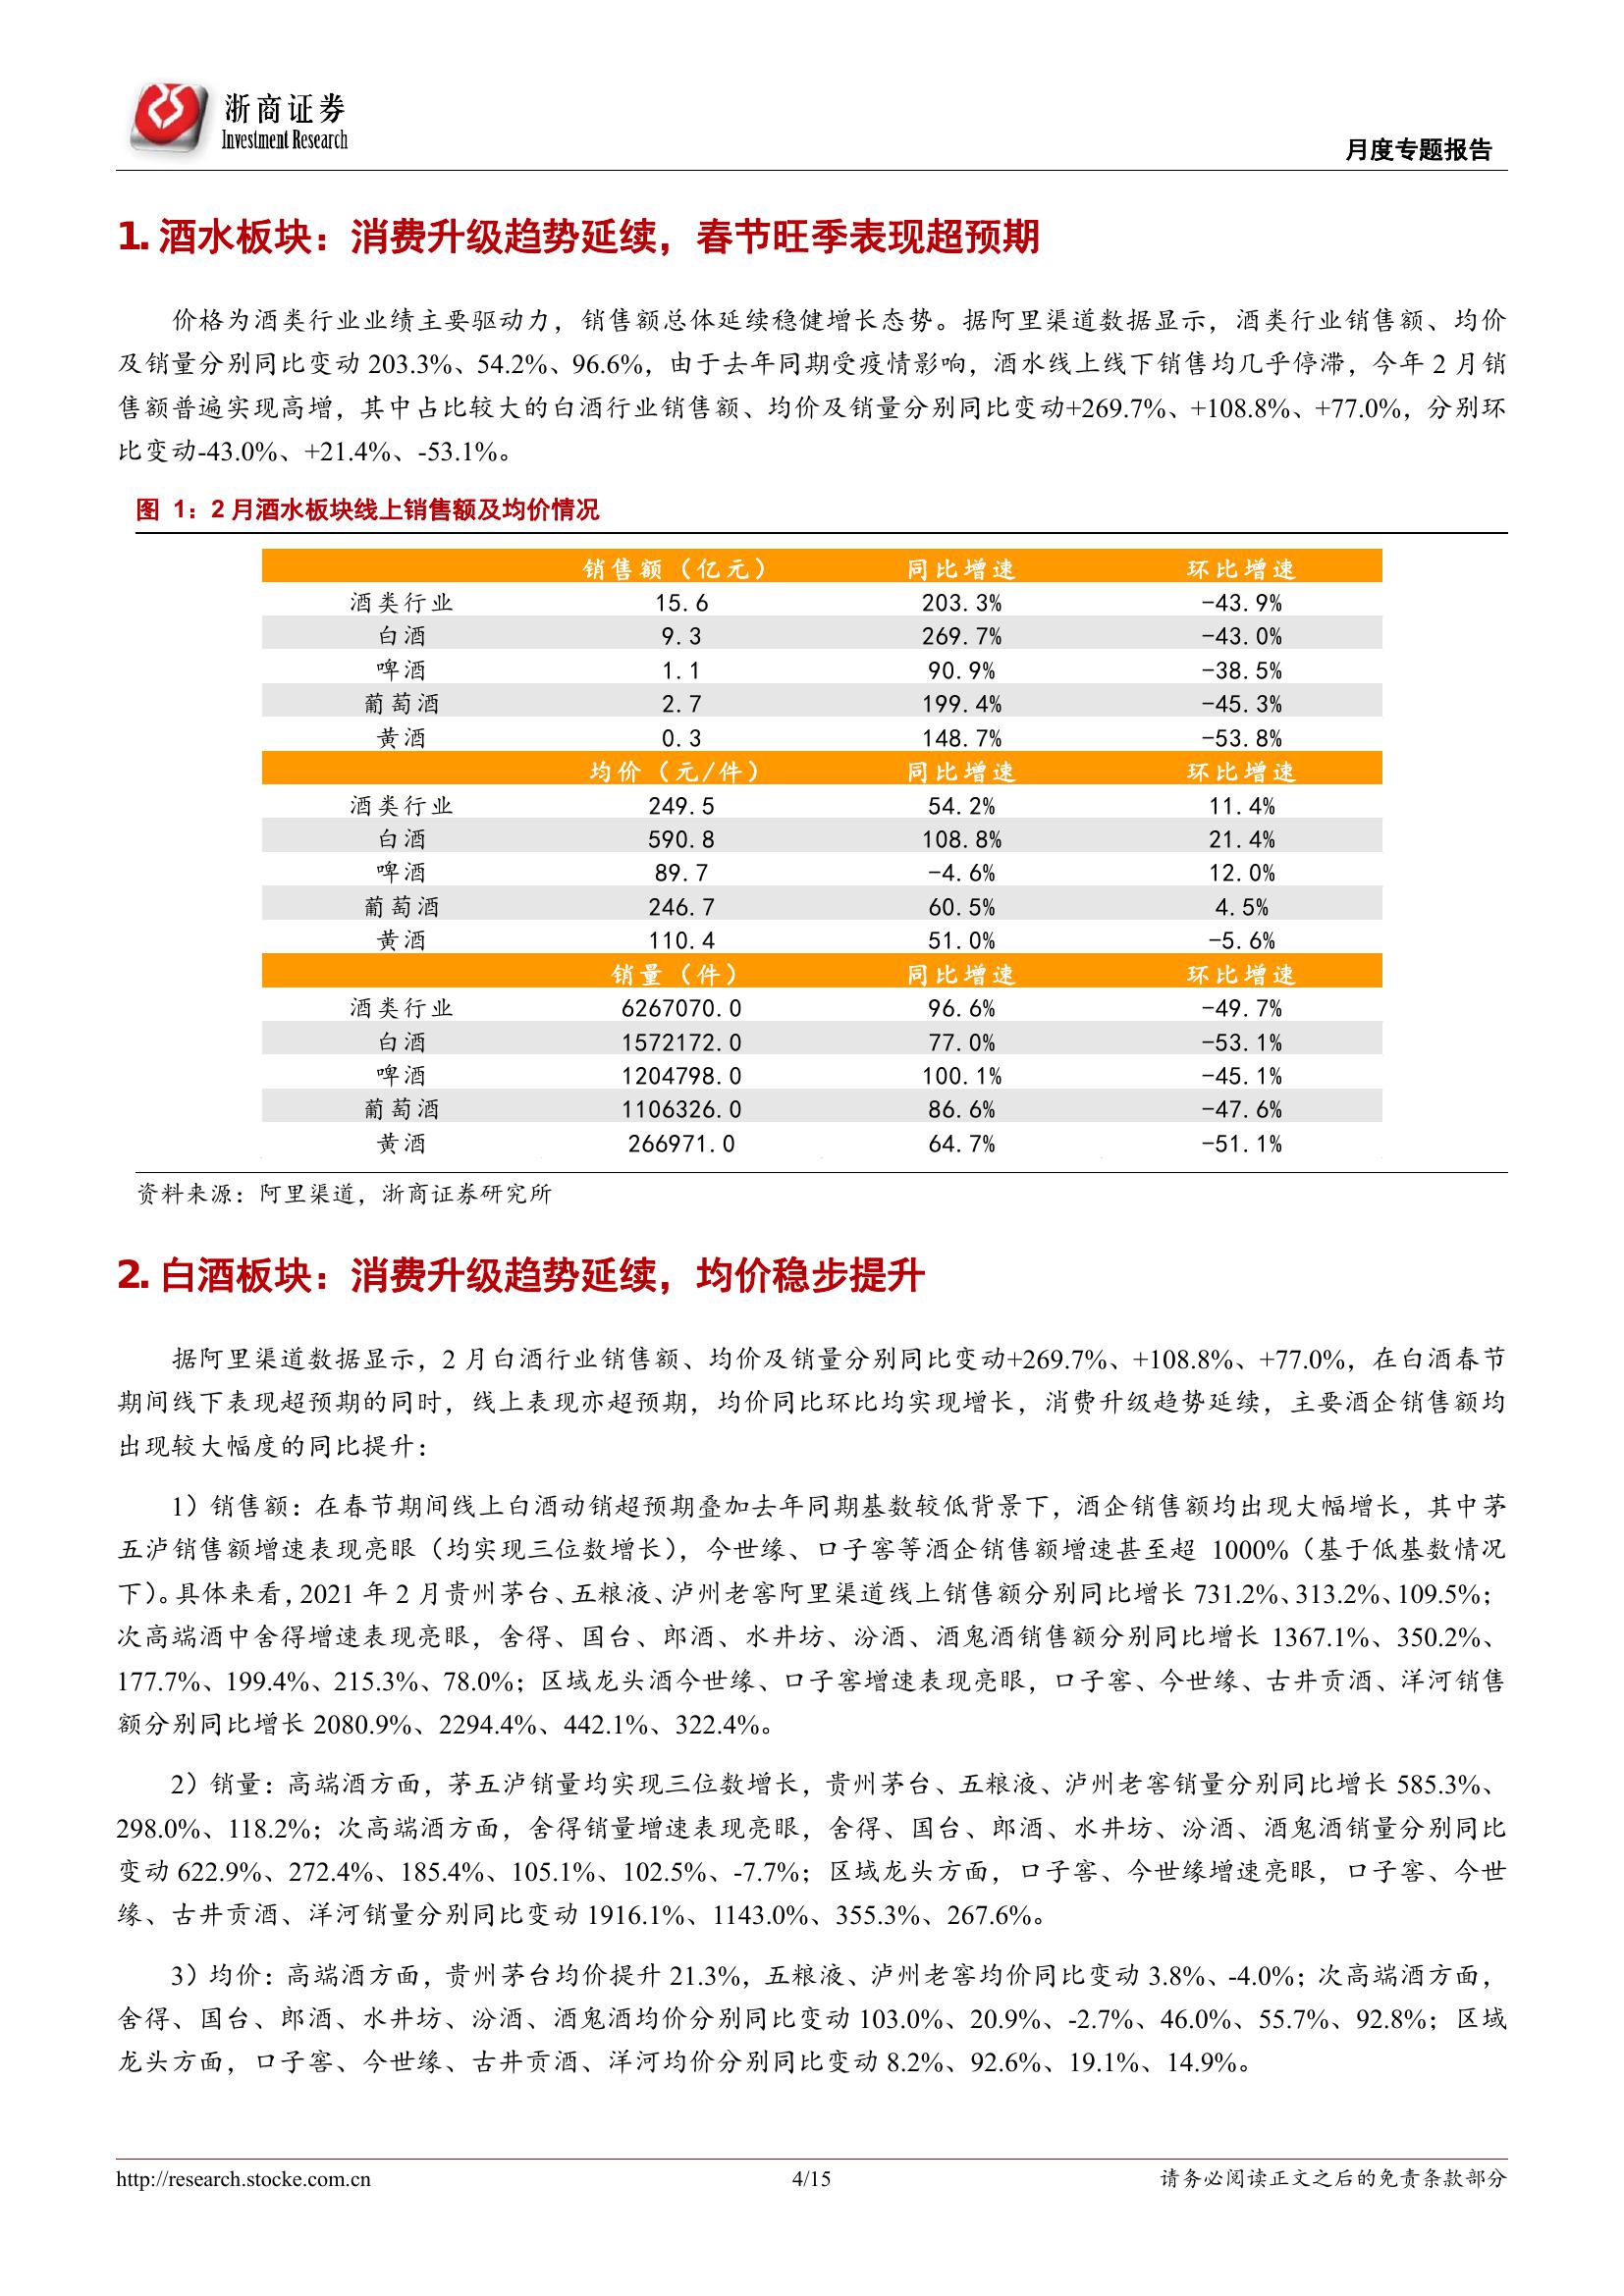 浙商证券
Investment Research
月度专题报告
1. 酒水板块：消费升级趋势延续，春节旺季表现超预期
价格为酒类行业业绩主要驱动力，销售额总体延续稳健增长态势。据阿里渠道数据显示，酒类行业销售额、均价
及销量分别同比变动 203.3%、54.2%、96.6%，由于去年同期受疫情影响，酒水线上线下销售均几乎停滞，今年 2 月销
售额普遍实现高增，其中占比较大的白酒行业销售额、均价及销量分别同比变动+269.7%、+108.8%、+77.0%，分别环
比变动-43.0%、+21.4%、-53.1%。
图 1：2 月酒水板块线上销售额及均价情况
销售额（亿元） 同比增速 环比增速
酒类行业 15.6 203.3% -43.9%
白酒 9.3 269.7% -43.0%
啤酒 1.1 90.9% -38.5%
葡萄酒 2.7 199.4% -45.3%
黄酒 0.3 148.7% -53.8%
均价（元/件） 同比增速 环比增速
酒类行业 249.5 54.2% 11.4%
白酒 590.8 108.8% 21.4%
啤酒 89.7 -4.6% 12.0%
葡萄酒 246.7 60.5% 4.5%
黄酒 110.4 51.0% -5.6%
销量（件） 同比增速 环比增速
酒类行业 6267070.0 96.6% -49.7%
白酒 1572172.0 77.0% -53.1%
啤酒 1204798.0 100.1% -45.1%
葡萄酒 1106326.0 86.6% -47.6%
黄酒 266971.0 64.7% -51.1%
资料来源：阿里渠道，浙商证券研究所
2. 白酒板块：消费升级趋势延续，均价稳步提升
据阿里渠道数据显示，2 月白酒行业销售额、均价及销量分别同比变动+269.7%、+108.8%、+77.0%，在白酒春节
期间线下表现超预期的同时，线上表现亦超预期，均价同比环比均实现增长，消费升级趋势延续，主要酒企销售额均
出现较大幅度的同比提升：
1）销售额：在春节期间线上白酒动销超预期叠加去年同期基数较低背景下，酒企销售额均出现大幅增长，其中茅
五泸销售额增速表现亮眼（均实现三位数增长），今世缘、口子窖等酒企销售额增速甚至超 1000%（基于低基数情况
下）。具体来看，2021 年 2 月贵州茅台、五粮液、泸州老窖阿里渠道线上销售额分别同比增长 731.2%、313.2%、109.5%；
次高端酒中舍得增速表现亮眼，舍得、国台、郎酒、水井坊、汾酒、酒鬼酒销售额分别同比增长 1367.1%、350.2%、
177.7%、199.4%、215.3%、78.0%；区域龙头酒今世缘、口子窖增速表现亮眼，口子窖、今世缘、古井贡酒、洋河销售
额分别同比增长 2080.9%、2294.4%、442.1%、322.4%。
2）销量：高端酒方面，茅五泸销量均实现三位数增长，贵州茅台、五粮液、泸州老窖销量分别同比增长 585.3%、
298.0%、118.2%；次高端酒方面，舍得销量增速表现亮眼，舍得、国台、郎酒、水井坊、汾酒、酒鬼酒销量分别同比
变动 622.9%、272.4%、185.4%、105.1%、102.5%、-7.7%；区域龙头方面，口子窖、今世缘增速亮眼，口子窖、今世
缘、古井贡酒、洋河销量分别同比变动 1916.1%、1143.0%、355.3%、267.6%。
3）均价：高端酒方面，贵州茅台均价提升 21.3%，五粮液、泸州老窖均价同比变动 3.8%、-4.0%；次高端酒方面，
舍得、国台、郎酒、水井坊、汾酒、酒鬼酒均价分别同比变动 103.0%、20.9%、-2.7%、46.0%、55.7%、92.8%；区域
龙头方面，口子窖、今世缘、古井贡酒、洋河均价分别同比变动 8.2%、92.6%、19.1%、14.9%。
http://research.stocke.com.cn 4/15 请务必阅读正文之后的免责条款部分